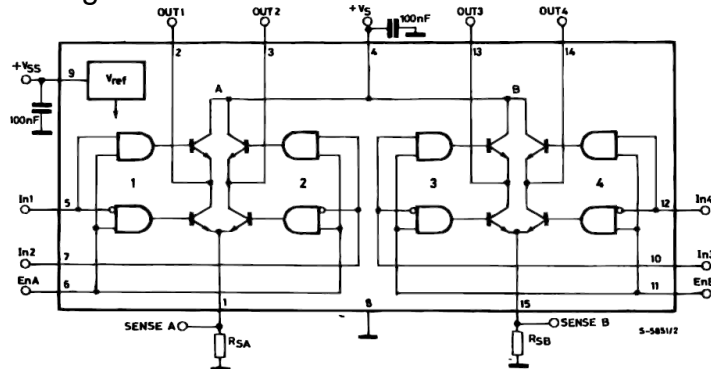 OUT1
OUT2
+VS
100nF
OUT3
OUT4
2
3
4
13
14
+VSS
9
Vref
A
B
100nF
1
2
3
4
In1
5
12
In4
In2
7
10
In3
EnA
6
11
EnB
1
8
15
SENSE A
RSA
RSB
SENSE B
S-5851/2